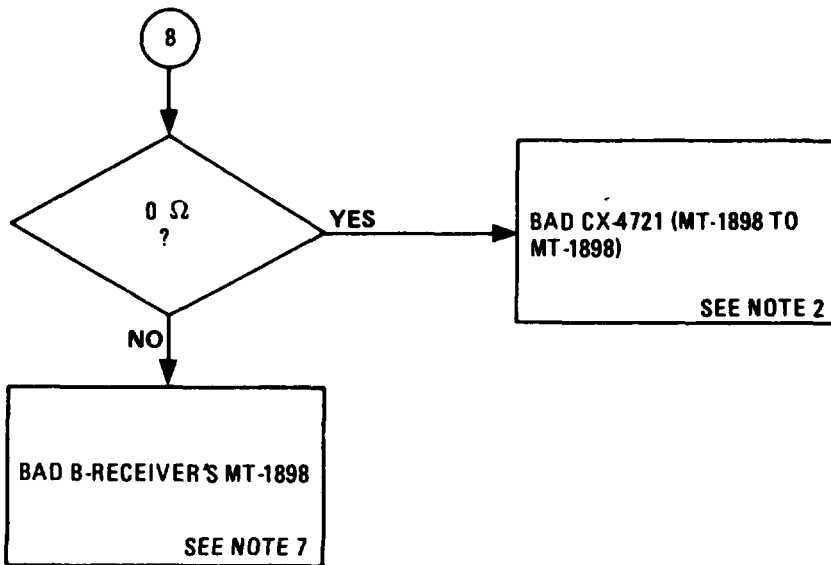 8
0 Ω
?
YES
BAD CX-4721 (MT-1898 TO
MT-1898)
SEE NOTE 2
NO
BAD B-RECEIVER'S MT-1898
SEE NOTE 7